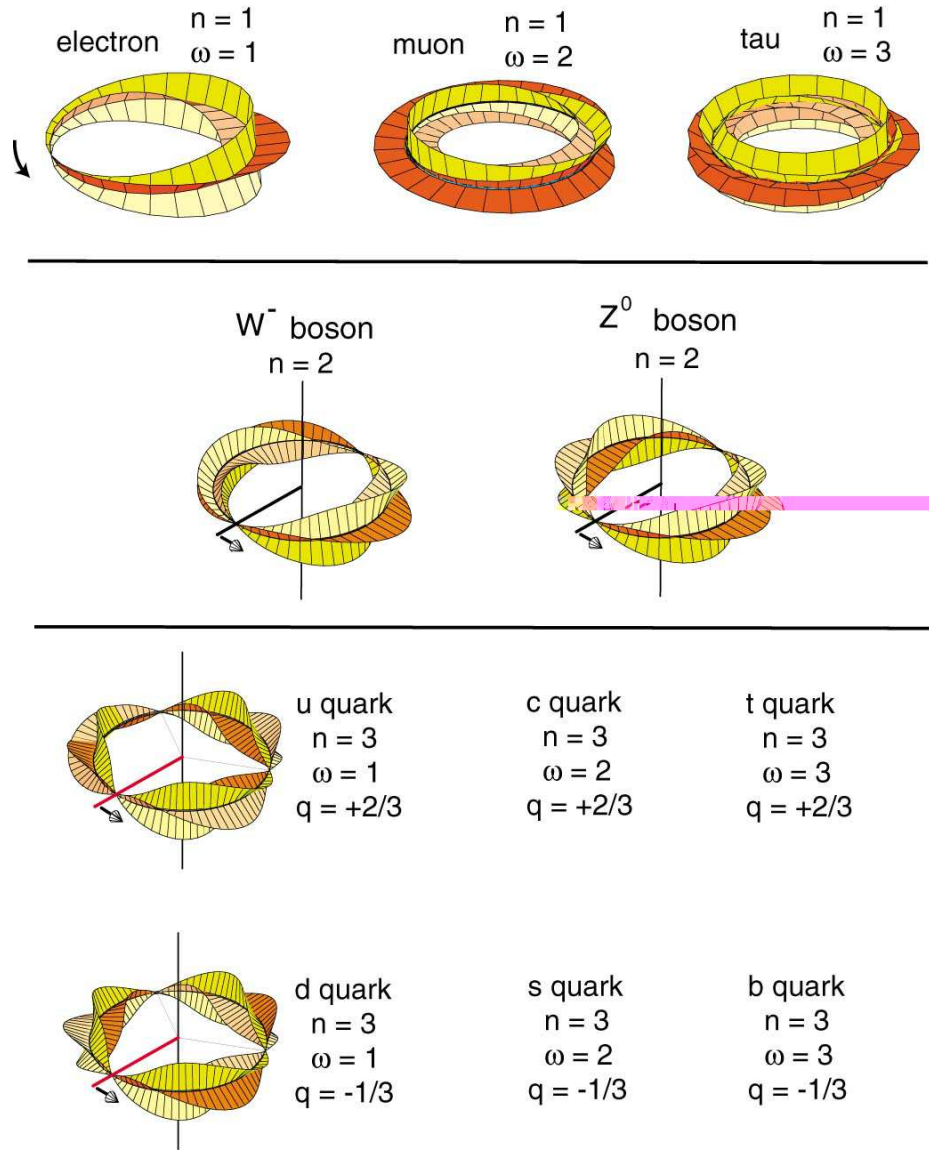 electron
n = 1
ω = 1
muon
n = 1
ω = 2
tau
n = 1
ω = 3
W⁻ boson
n = 2
Z⁰ boson
n = 2
u quark
n = 3
ω = 1
q = +2/3
c quark
n = 3
ω = 2
q = +2/3
t quark
n = 3
ω = 3
q = +2/3
d quark
n = 3
ω = 1
q = -1/3
s quark
n = 3
ω = 2
q = -1/3
b quark
n = 3
ω = 3
q = -1/3